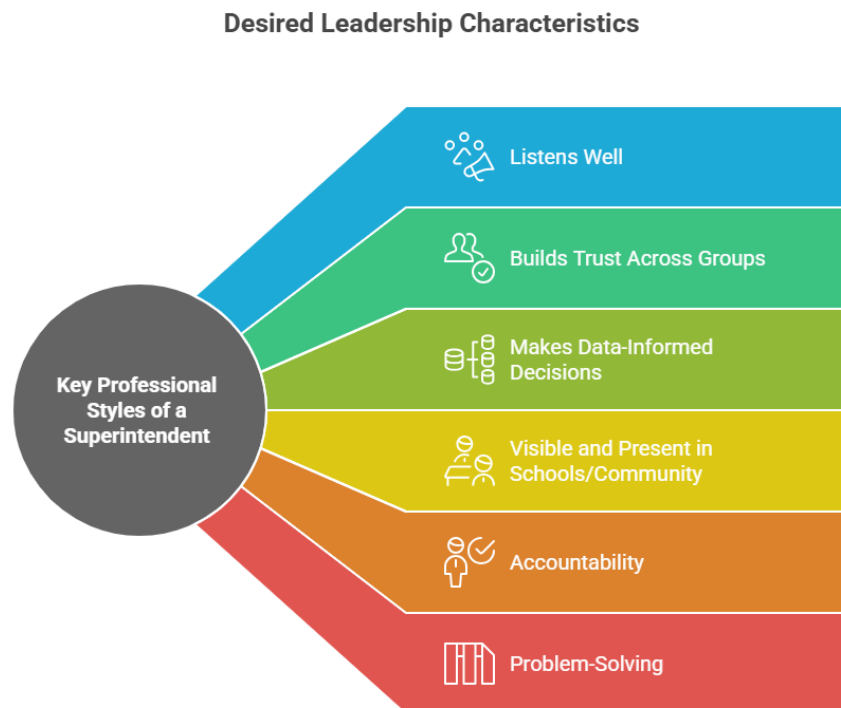 Desired Leadership Characteristics
Key Professional
Styles of a
Superintendent
Listens Well
Builds Trust Across Groups
Makes Data-Informed
Decisions
Visible and Present in
Schools/Community
Accountability
Problem-Solving